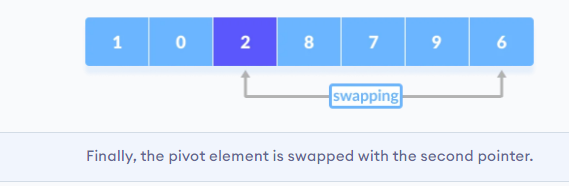 1 0 2 8 7 9 6
swapping
Finally, the pivot element is swapped with the second pointer.